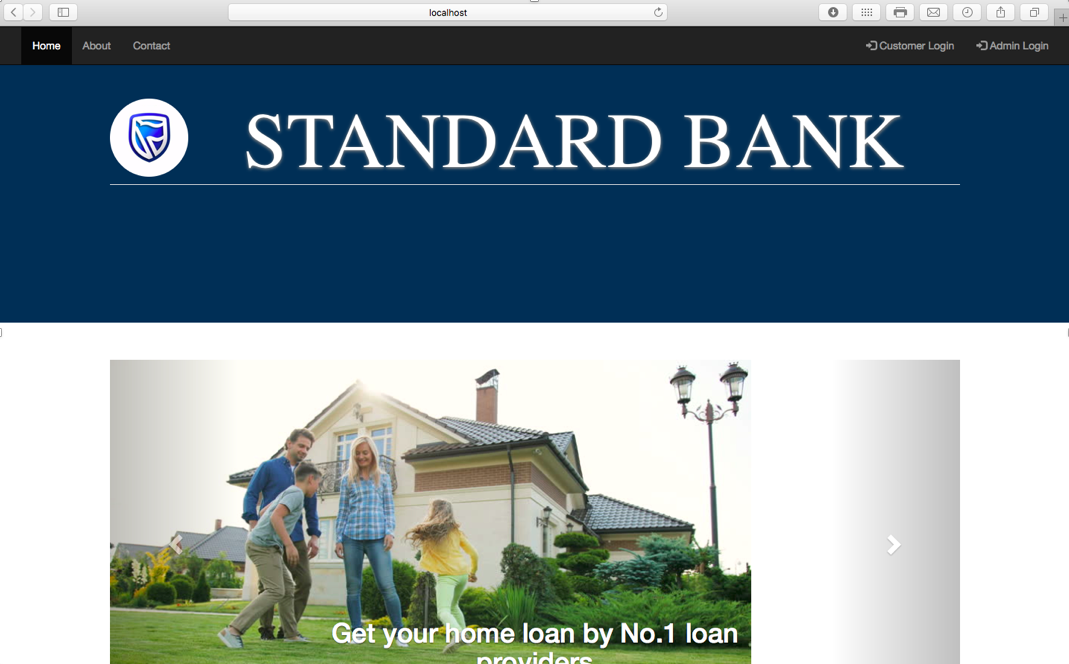 localhost
Home About Contact Customer Login Admin Login
STANDARD BANK
Get your home loan by No.1 loan
providers